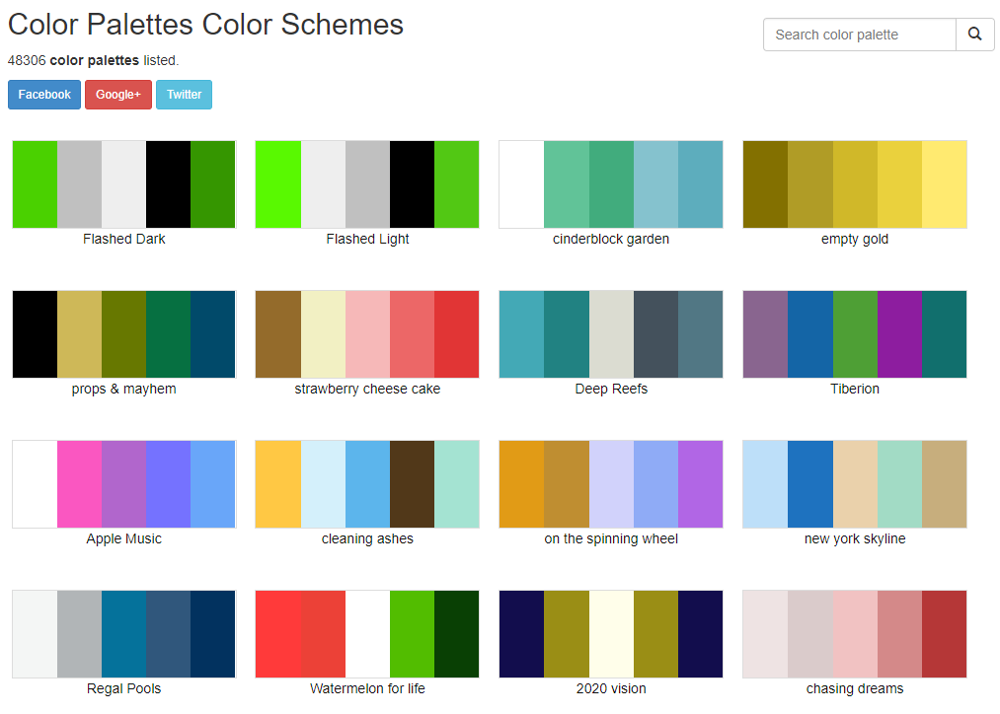 Color Palettes Color Schemes
Search color palette
48306 color palettes listed.
Facebook Google+ Twitter
Flashed Dark Flashed Light cinderblock garden empty gold
props & mayhem strawberry cheese cake Deep Reefs Tiberion
Apple Music cleaning ashes on the spinning wheel new york skyline
Regal Pools Watermelon for life 2020 vision chasing dreams